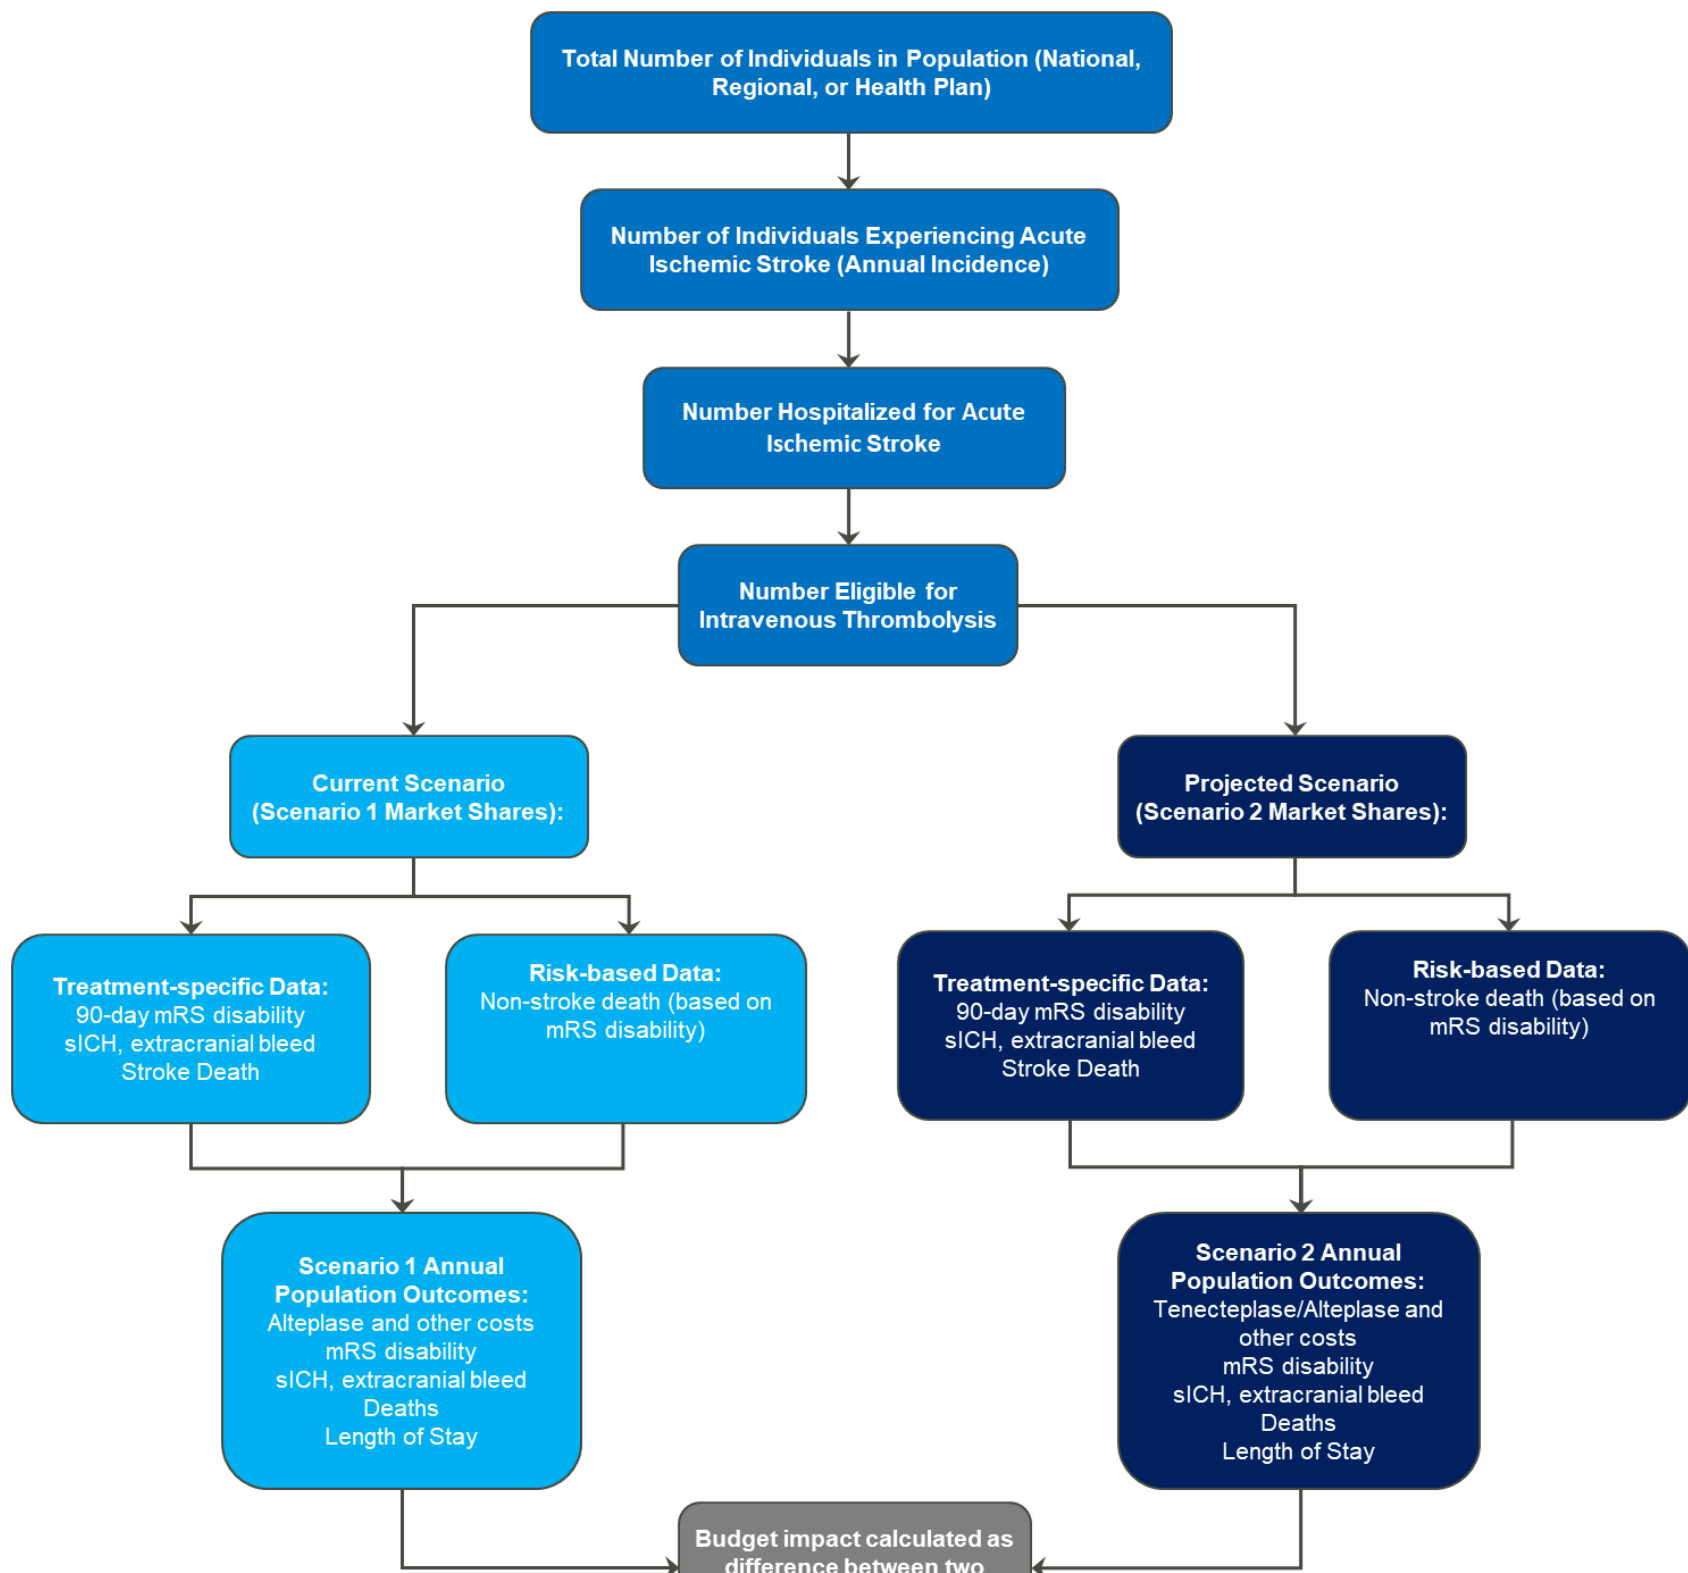 Total Number of Individuals in Population (National,
Regional, or Health Plan)
Number of Individuals Experiencing Acute
Ischemic Stroke (Annual Incidence)
Number Hospitalized for Acute
Ischemic Stroke
Number Eligible for
Intravenous Thrombolysis
Current Scenario
(Scenario 1 Market Shares):
Projected Scenario
(Scenario 2 Market Shares):
Treatment-specific Data:
90-day mRS disability
sICH, extracranial bleed
Stroke Death
Risk-based Data:
Non-stroke death (based on
mRS disability)
Treatment-specific Data:
90-day mRS disability
sICH, extracranial bleed
Stroke Death
Risk-based Data:
Non-stroke death (based on
mRS disability)
Scenario 1 Annual
Population Outcomes:
Alteplase and other costs
mRS disability
sICH, extracranial bleed
Deaths
Length of Stay
Scenario 2 Annual
Population Outcomes:
Tenecteplase/Alteplase and
other costs
mRS disability
sICH, extracranial bleed
Deaths
Length of Stay
Budget impact calculated as
difference between two